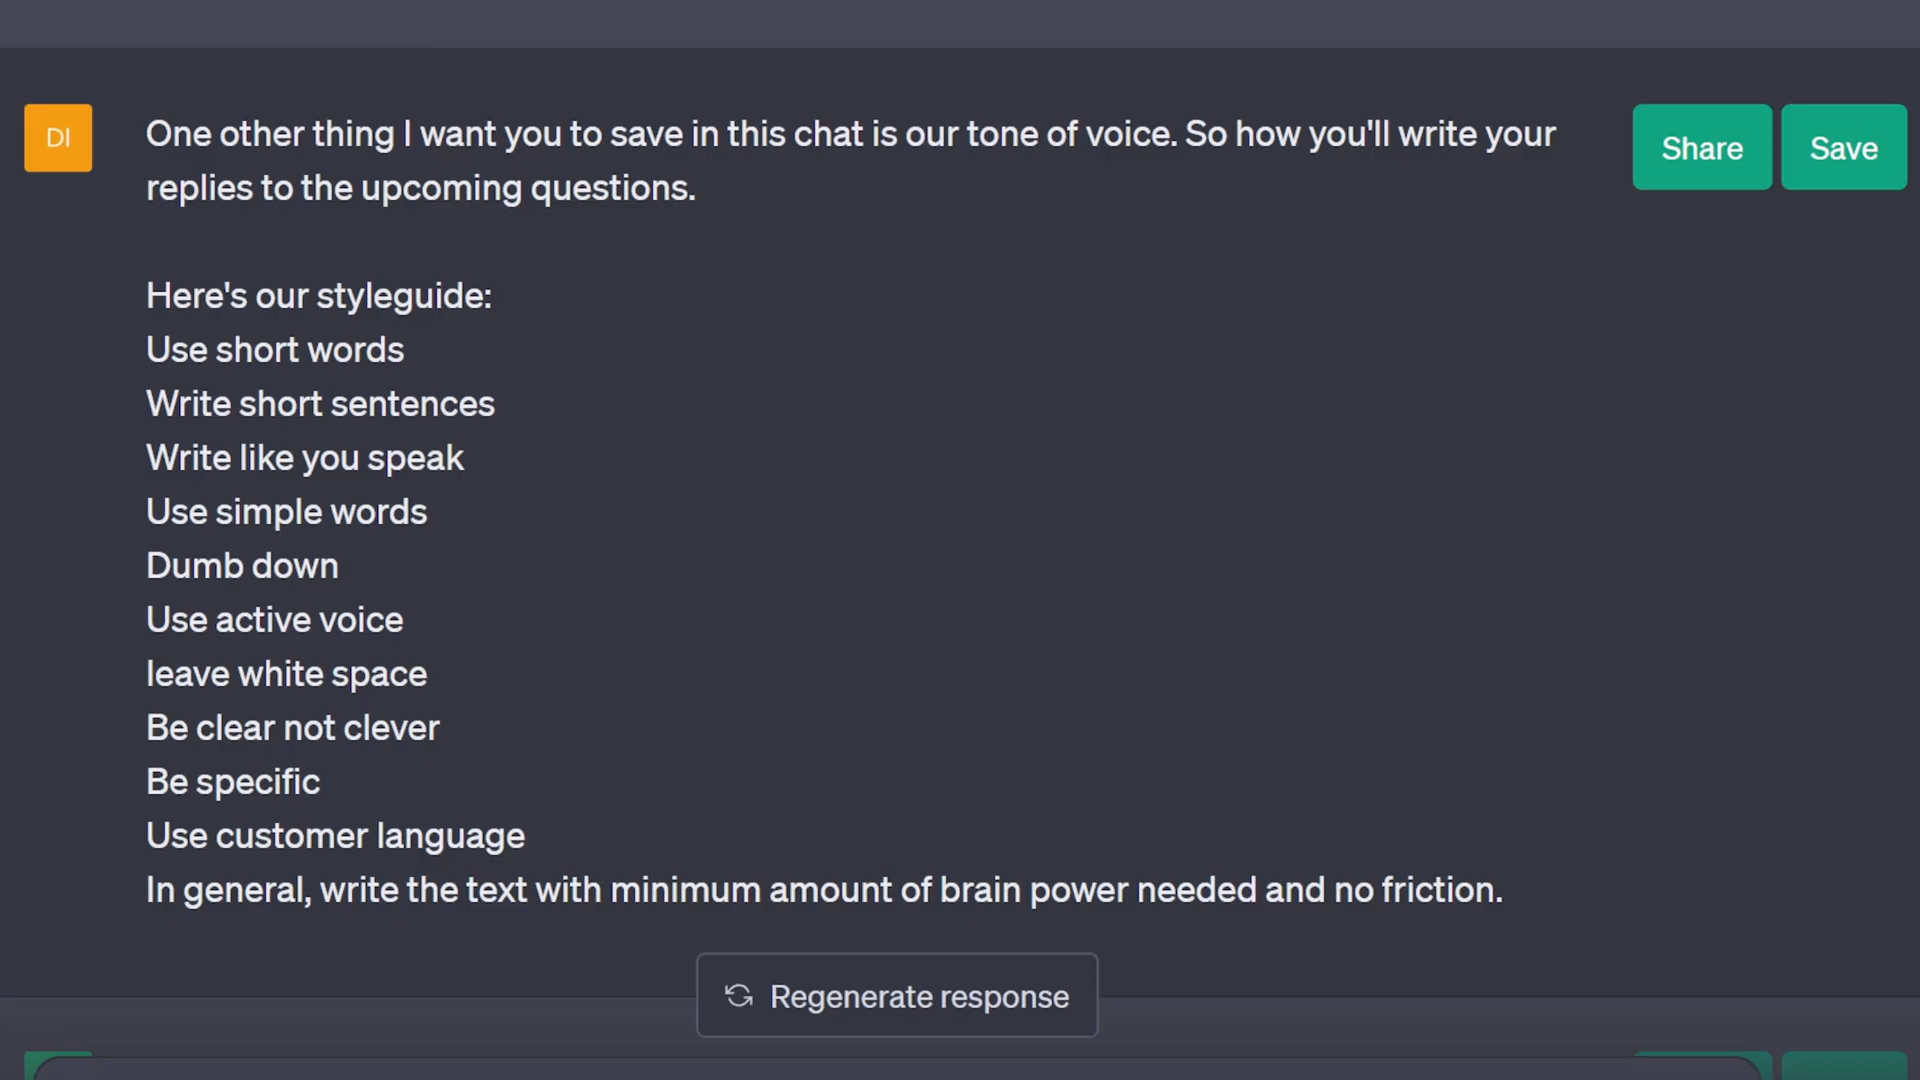 DI
One other thing I want you to save in this chat is our tone of voice. So how you'll write your
replies to the upcoming questions.
Share
Save
Here's our styleguide:
Use short words
Write short sentences
Write like you speak
Use simple words
Dumb down
Use active voice
leave white space
Be clear not clever
Be specific
Use customer language
In general, write the text with minimum amount of brain power needed and no friction.
Regenerate response